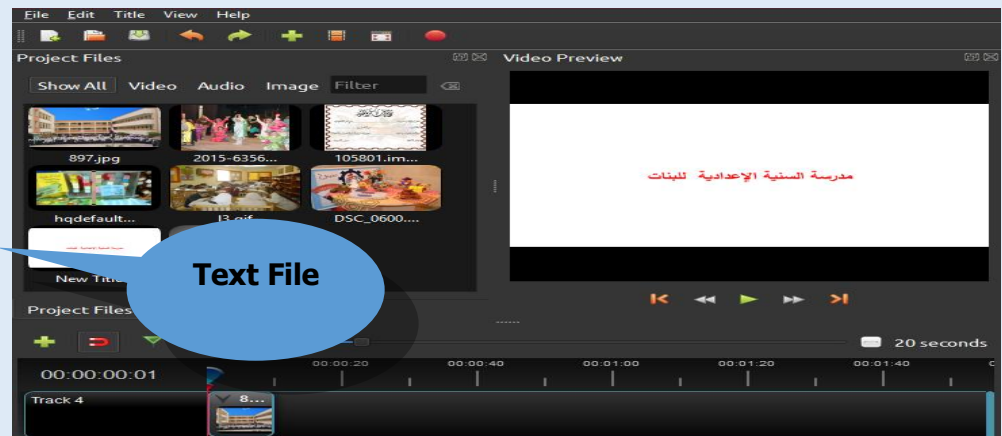 File Edit Title View Help
Project Files
Video Preview
Show All Video Audio Image Filter
897.jpg 2015-6356... 105801.im...
hqdefault... DSC_0600....
New Title
Text File
مدرسة السنية الإعدادية للبنات
Project Files
20 seconds
00:00:00:01
00:00:20 00:00:40 00:01:00 00:01:20 00:01:40
Track 4
8...